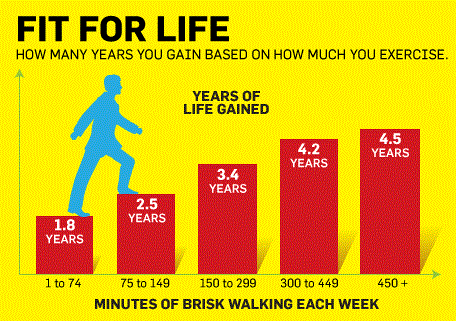 FIT FOR LIFE
HOW MANY YEARS YOU GAIN BASED ON HOW MUCH YOU EXERCISE.
YEARS OF
LIFE GAINED
1.8
YEARS
2.5
YEARS
3.4
YEARS
4.2
YEARS
4.5
YEARS
1 to 74
75 to 149
150 to 299
300 to 449
450 +
MINUTES OF BRISK WALKING EACH WEEK